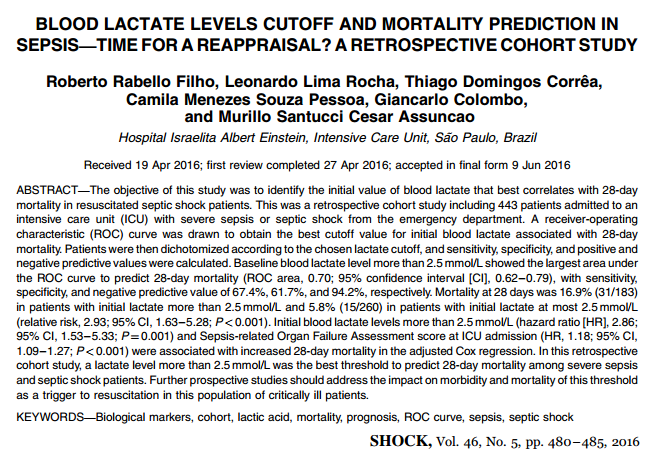 BLOOD LACTATE LEVELS CUTOFF AND MORTALITY PREDICTION IN
SEPSIS—TIME FOR A REAPPRAISAL? A RETROSPECTIVE COHORT STUDY
Roberto Rabello Filho, Leonardo Lima Rocha, Thiago Domingos Corrêa,
Camila Menezes Souza Pessoa, Giancarlo Colombo,
and Murillo Santucci Cesar Assuncao
Hospital Israelita Albert Einstein, Intensive Care Unit, São Paulo, Brazil
Received 19 Apr 2016; first review completed 27 Apr 2016; accepted in final form 9 Jun 2016
ABSTRACT—The objective of this study was to identify the initial value of blood lactate that best correlates with 28-day
mortality in resuscitated septic shock patients. This was a retrospective cohort study including 443 patients admitted to an
intensive care unit (ICU) with severe sepsis or septic shock from the emergency department. A receiver-operating
characteristic (ROC) curve was drawn to obtain the best cutoff value for initial blood lactate associated with 28-day
mortality. Patients were then dichotomized according to the chosen lactate cutoff, and sensitivity, specificity, and positive and
negative predictive values were calculated. Baseline blood lactate level more than 2.5 mmol/L showed the largest area under
the ROC curve to predict 28-day mortality (ROC area, 0.70; 95% confidence interval [CI], 0.62–0.79), with sensitivity,
specificity, and negative predictive value of 67.4%, 61.7%, and 94.2%, respectively. Mortality at 28 days was 16.9% (31/183)
in patients with initial lactate more than 2.5 mmol/L and 5.8% (15/260) in patients with initial lactate at most 2.5 mmol/L
(relative risk, 2.93; 95% CI, 1.63–5.28; P < 0.001). Initial blood lactate levels more than 2.5 mmol/L (hazard ratio [HR], 2.86;
95% CI, 1.53–5.33; P = 0.001) and Sepsis-related Organ Failure Assessment score at ICU admission (HR, 1.18; 95% CI,
1.09–1.27; P < 0.001) were associated with increased 28-day mortality in the adjusted Cox regression. In this retrospective
cohort study, a lactate level more than 2.5 mmol/L was the best threshold to predict 28-day mortality among severe sepsis
and septic shock patients. Further prospective studies should address the impact on morbidity and mortality of this threshold
as a trigger to resuscitation in this population of critically ill patients.
KEYWORDS—Biological markers, cohort, lactic acid, mortality, prognosis, ROC curve, sepsis, septic shock
SHOCK, Vol. 46, No. 5, pp. 480–485, 2016